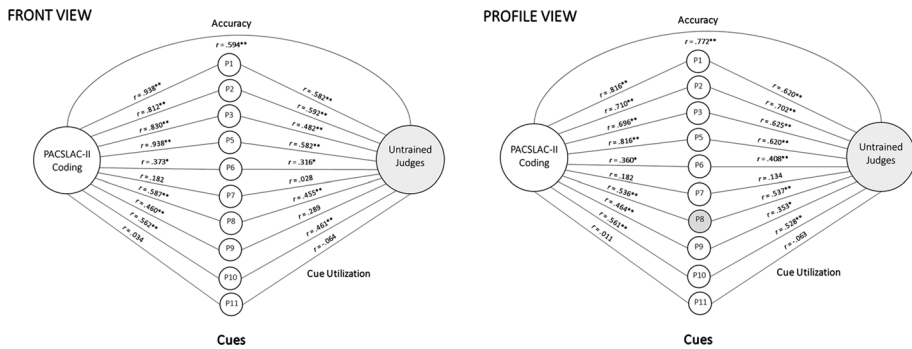 FRONT VIEW
Accuracy
r = .594**
P1
P2
P3
P5
P6
P7
P8
P9
P10
P11
PACSLAC-II
Coding
Untrained
Judges
r = .938**
r = .812**
r = .830**
r = .938**
r = .373*
r = .182
r = .587**
r = .460**
r = .562**
r = .034
r = .582**
r = .592**
r = .482**
r = .582**
r = .316*
r = .028
r = .455**
r = .289
r = .461**
r = -.064
Cue Utilization
Cues
PROFILE VIEW
Accuracy
r = .772**
P1
P2
P3
P5
P6
P7
P8
P9
P10
P11
PACSLAC-II
Coding
Untrained
Judges
r = .816**
r = .710**
r = .696**
r = .816**
r = .360*
r = .182
r = .536**
r = .464**
r = .561**
r = .011
r = .620**
r = .702**
r = .625**
r = .620**
r = .408**
r = .134
r = .537**
r = .353*
r = .528**
r = -.063
Cue Utilization
Cues